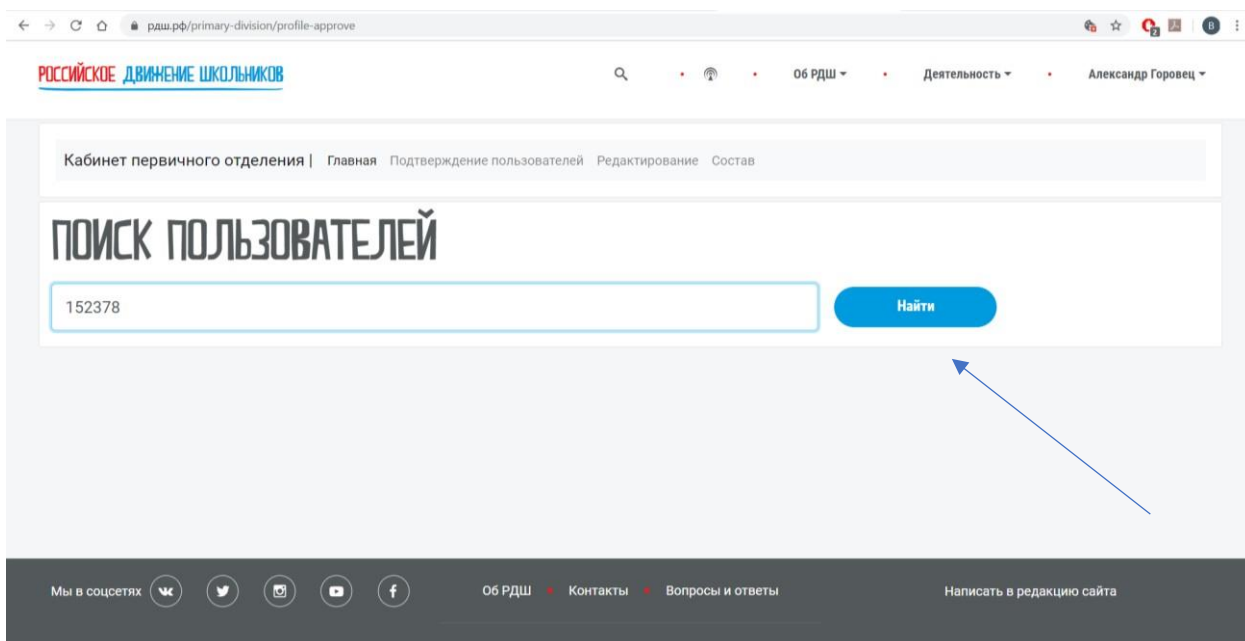 рдш.рф/primary-division/profile-approve
2
В
РОССИЙСКОЕ ДВИЖЕНИЕ ШКОЛЬНИКОВ
Об РДШ
Деятельность
Александр Горовец
Кабинет первичного отделения | Главная Подтверждение пользователей Редактирование Состав
ПОИСК ПОЛЬЗОВАТЕЛЕЙ
152378
Найти
Мы в соцсетях
Об РДШ • Контакты • Вопросы и ответы
Написать в редакцию сайта